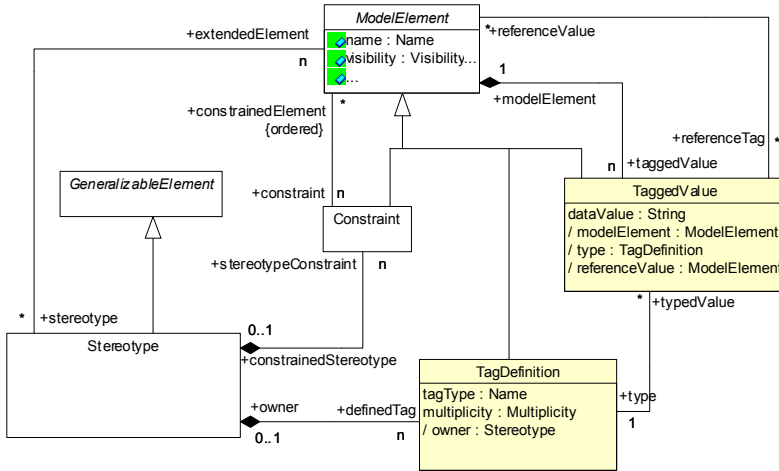 ModelElement
name : Name
visibility : Visibility...
...
+extendedElement
n
*
+referenceValue
1
+modelElement
+constrainedElement
*
{ordered}
+referenceTag
*
n
+taggedValue
GeneralizableElement
+constraint
n
Constraint
TaggedValue
dataValue : String
/ modelElement : ModelElement
/ type : TagDefinition
/ referenceValue : ModelElement
+stereotypeConstraint
n
*
+typedValue
*
+stereotype
0..1
Stereotype
+constrainedStereotype
TagDefinition
tagType : Name
multiplicity : Multiplicity
/ owner : Stereotype
+type
1
+owner
+definedTag
0..1
n